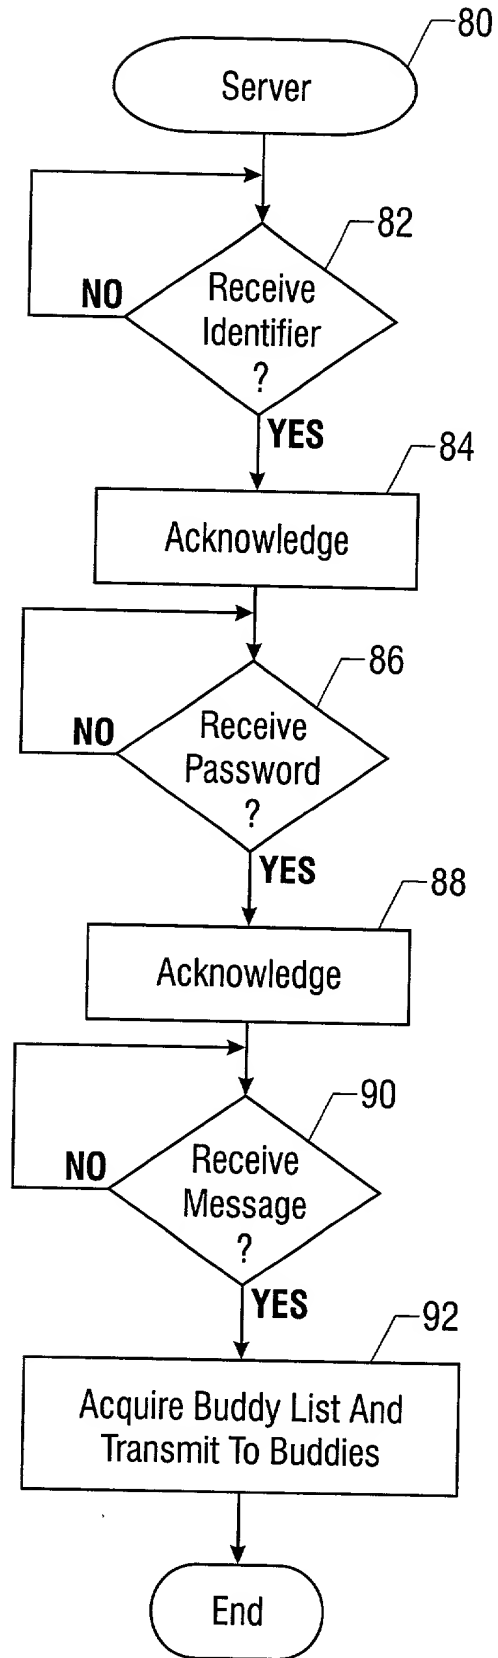 80
Server
82
Receive
Identifier
?
NO
YES
84
Acknowledge
86
Receive
Password
?
NO
YES
88
Acknowledge
90
Receive
Message
?
NO
YES
92
Acquire Buddy List And
Transmit To Buddies
End